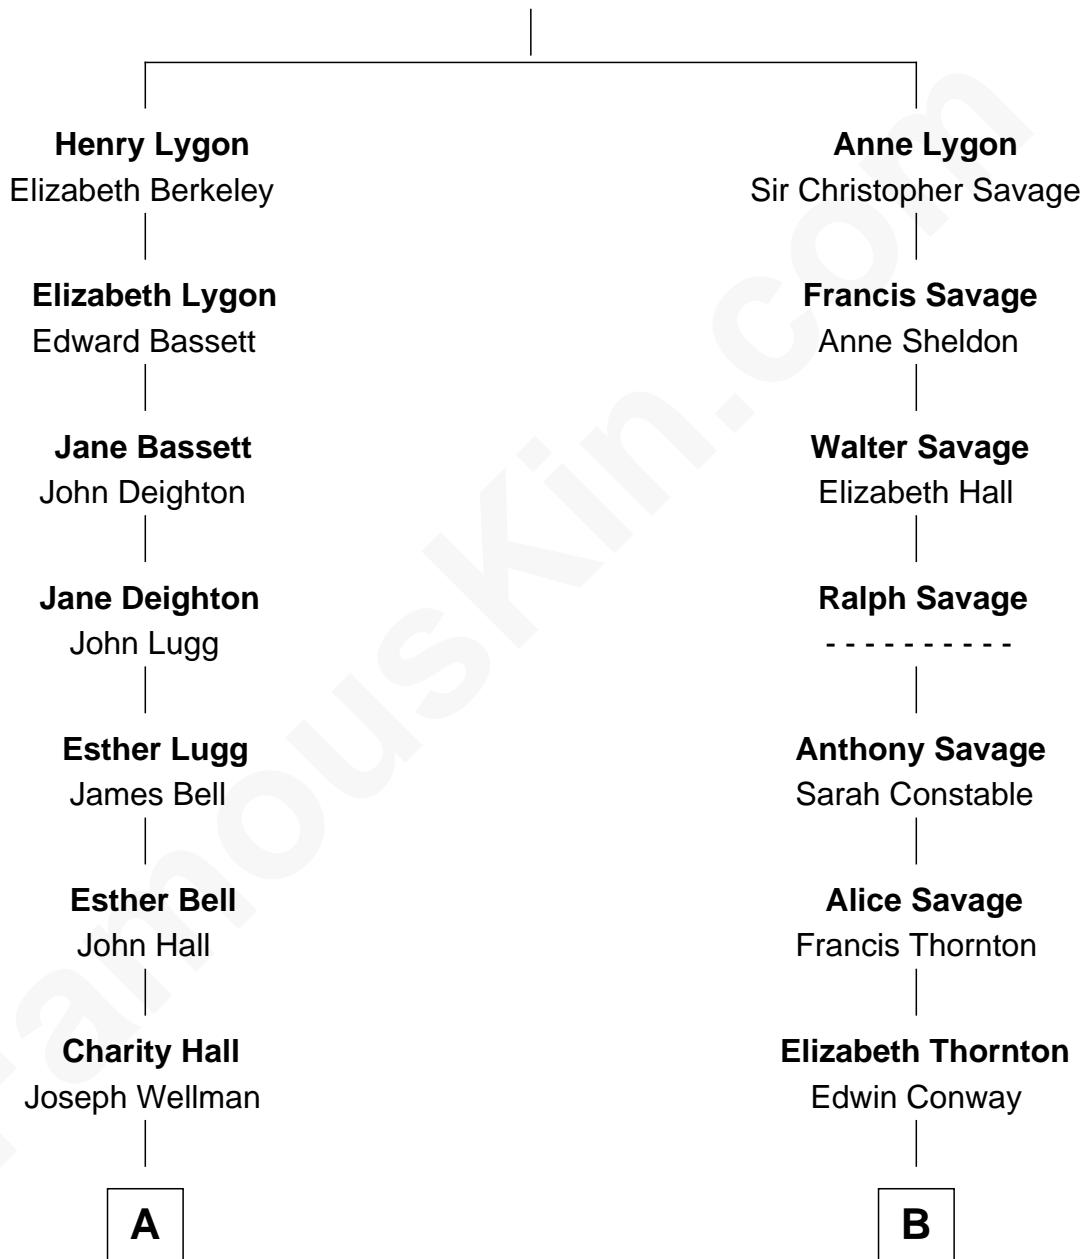 Henry Lygon
Elizabeth Berkeley
Anne Lygon
Sir Christopher Savage
Elizabeth Lygon
Edward Bassett
Francis Savage
Anne Sheldon
Jane Bassett
John Deighton
Walter Savage
Elizabeth Hall
Jane Deighton
John Lugg
Ralph Savage
- - - - - - - - - -
Esther Lugg
James Bell
Anthony Savage
Sarah Constable
Esther Bell
John Hall
Alice Savage
Francis Thornton
Charity Hall
Joseph Wellman
Elizabeth Thornton
Edwin Conway
A
B
FamousKin.com